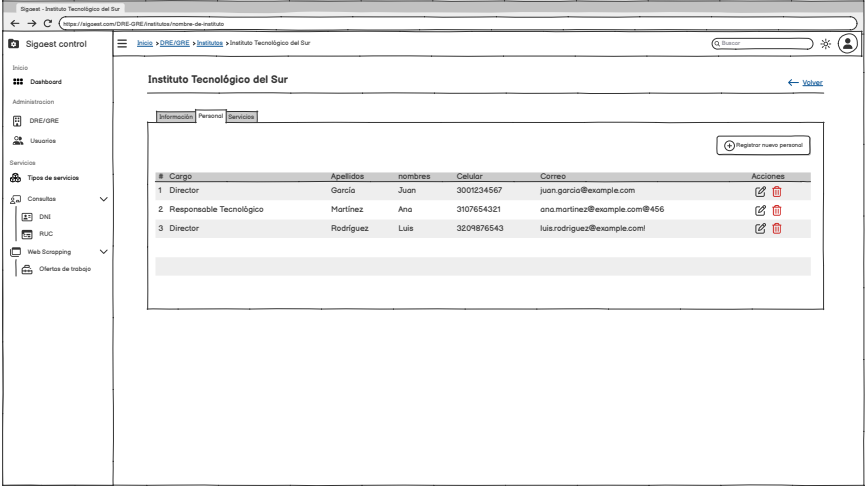 Sigaest - Instituto Tecnológico del Sur
https://sigaest.com/DRE-GRE/institutos/nombre-de-instituto
Sigaest control
Inicio > DRE/GRE > Institutos > Instituto Tecnológico del Sur
Buscar
Inicio
Dashboard
Administracion
DRE/GRE
Usuarios
Servicios
Tipos de servicios
Consultas
DNI
RUC
Web Scrapping
Ofertas de trabajo
Instituto Tecnológico del Sur
Volver
Información Personal Servicios
Registrar nuevo personal
# Cargo Apellidos nombres Celular Correo Acciones
1 Director García Juan 3001234567 juan.garcia@example.com
2 Responsable Tecnológico Martínez Ana 3107654321 ana.martinez@example.com@456
3 Director Rodríguez Luis 3209876543 luis.rodriguez@example.com!